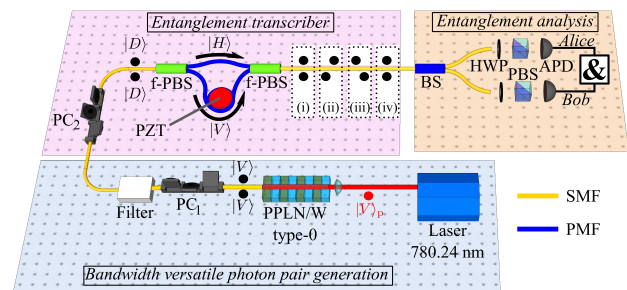 Entanglement transcriber
Entanglement analysis
|D⟩
|H⟩
Alice
|D⟩
f-PBS
f-PBS
HWP
PBS
APD
&
PC2
PZT
|V⟩
(i)
(ii)
(iii)
(iv)
BS
Bob
|V⟩
SMF
Filter
PC1
|V⟩
PPLN/W
type-0
|V⟩p
Laser
780.24 nm
PMF
Bandwidth versatile photon pair generation